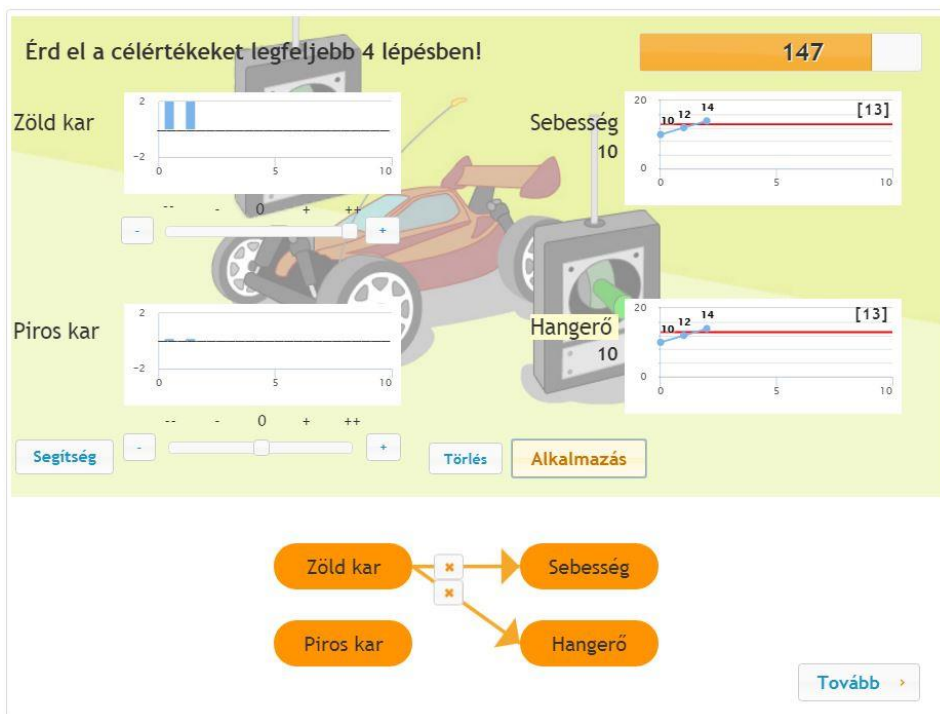 Érd el a célértékeket legfeljebb 4 lépésben!
147
Zöld kar
2
-2
0 5 10
-- - 0 + ++
- +
Sebesség
10
20
0
10 12 14
[13]
0 5 10
Piros kar
2
-2
0 5 10
-- - 0 + ++
- +
Hangerő
10
20
0
10 12 14
[13]
0 5 10
Segítség
Törlés
Alkalmazás
Zöld kar
Sebesség
Piros kar
Hangerő
Tovább ›